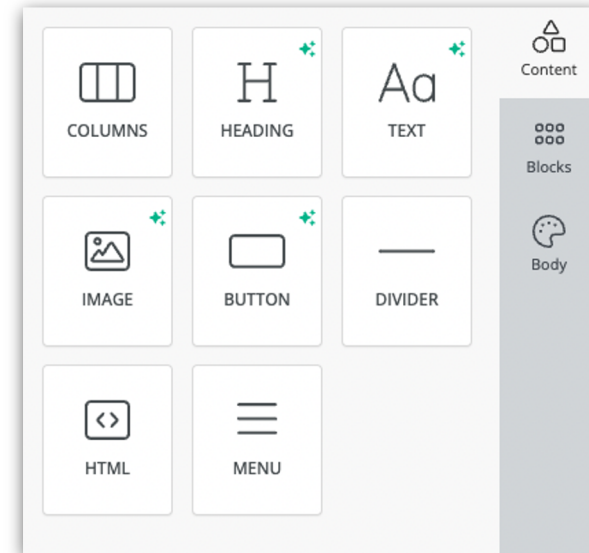 COLUMNS
HEADING
TEXT
IMAGE
BUTTON
DIVIDER
HTML
MENU
Content
Blocks
Body